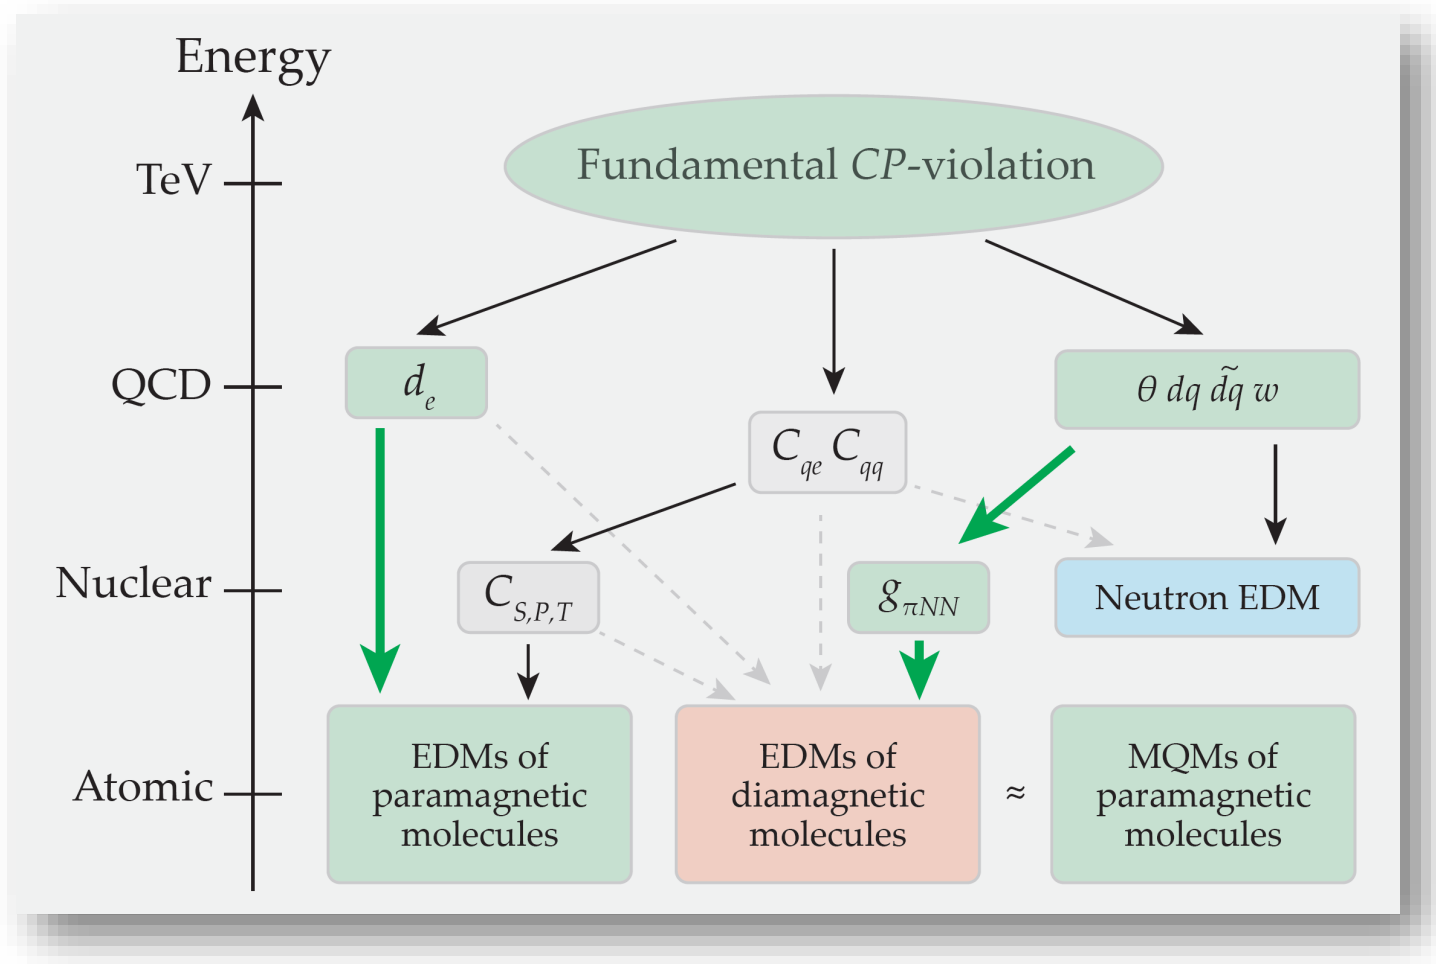 Energy
TeV
Fundamental CP-violation
QCD
d_e
θ dq d̃q w
C_qe C_qq
Nuclear
C_S,P,T
g_πNN
Neutron EDM
Atomic
EDMs of
paramagnetic
molecules
EDMs of
diamagnetic
molecules
≈
MQMs of
paramagnetic
molecules